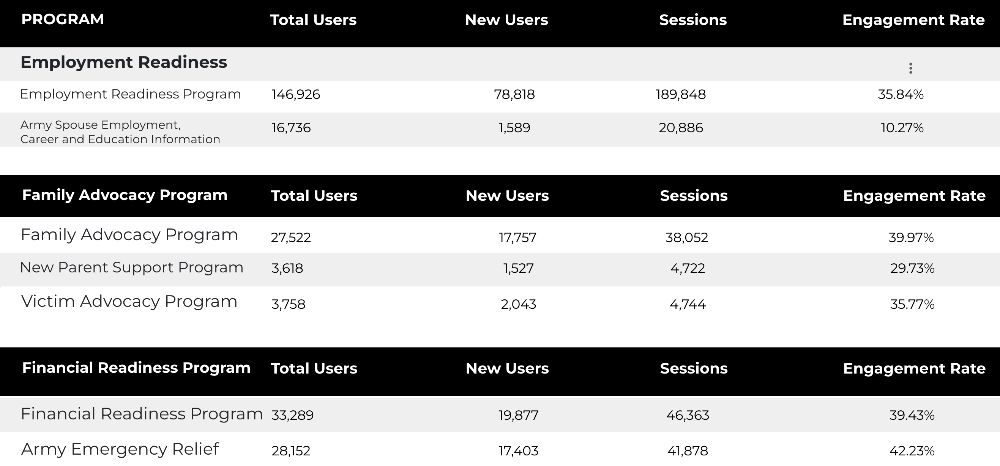 PROGRAM Total Users New Users Sessions Engagement Rate
Employment Readiness
Employment Readiness Program 146,926 78,818 189,848 35.84%
Army Spouse Employment,
Career and Education Information 16,736 1,589 20,886 10.27%
Family Advocacy Program Total Users New Users Sessions Engagement Rate
Family Advocacy Program 27,522 17,757 38,052 39.97%
New Parent Support Program 3,618 1,527 4,722 29.73%
Victim Advocacy Program 3,758 2,043 4,744 35.77%
Financial Readiness Program Total Users New Users Sessions Engagement Rate
Financial Readiness Program 33,289 19,877 46,363 39.43%
Army Emergency Relief 28,152 17,403 41,878 42.23%